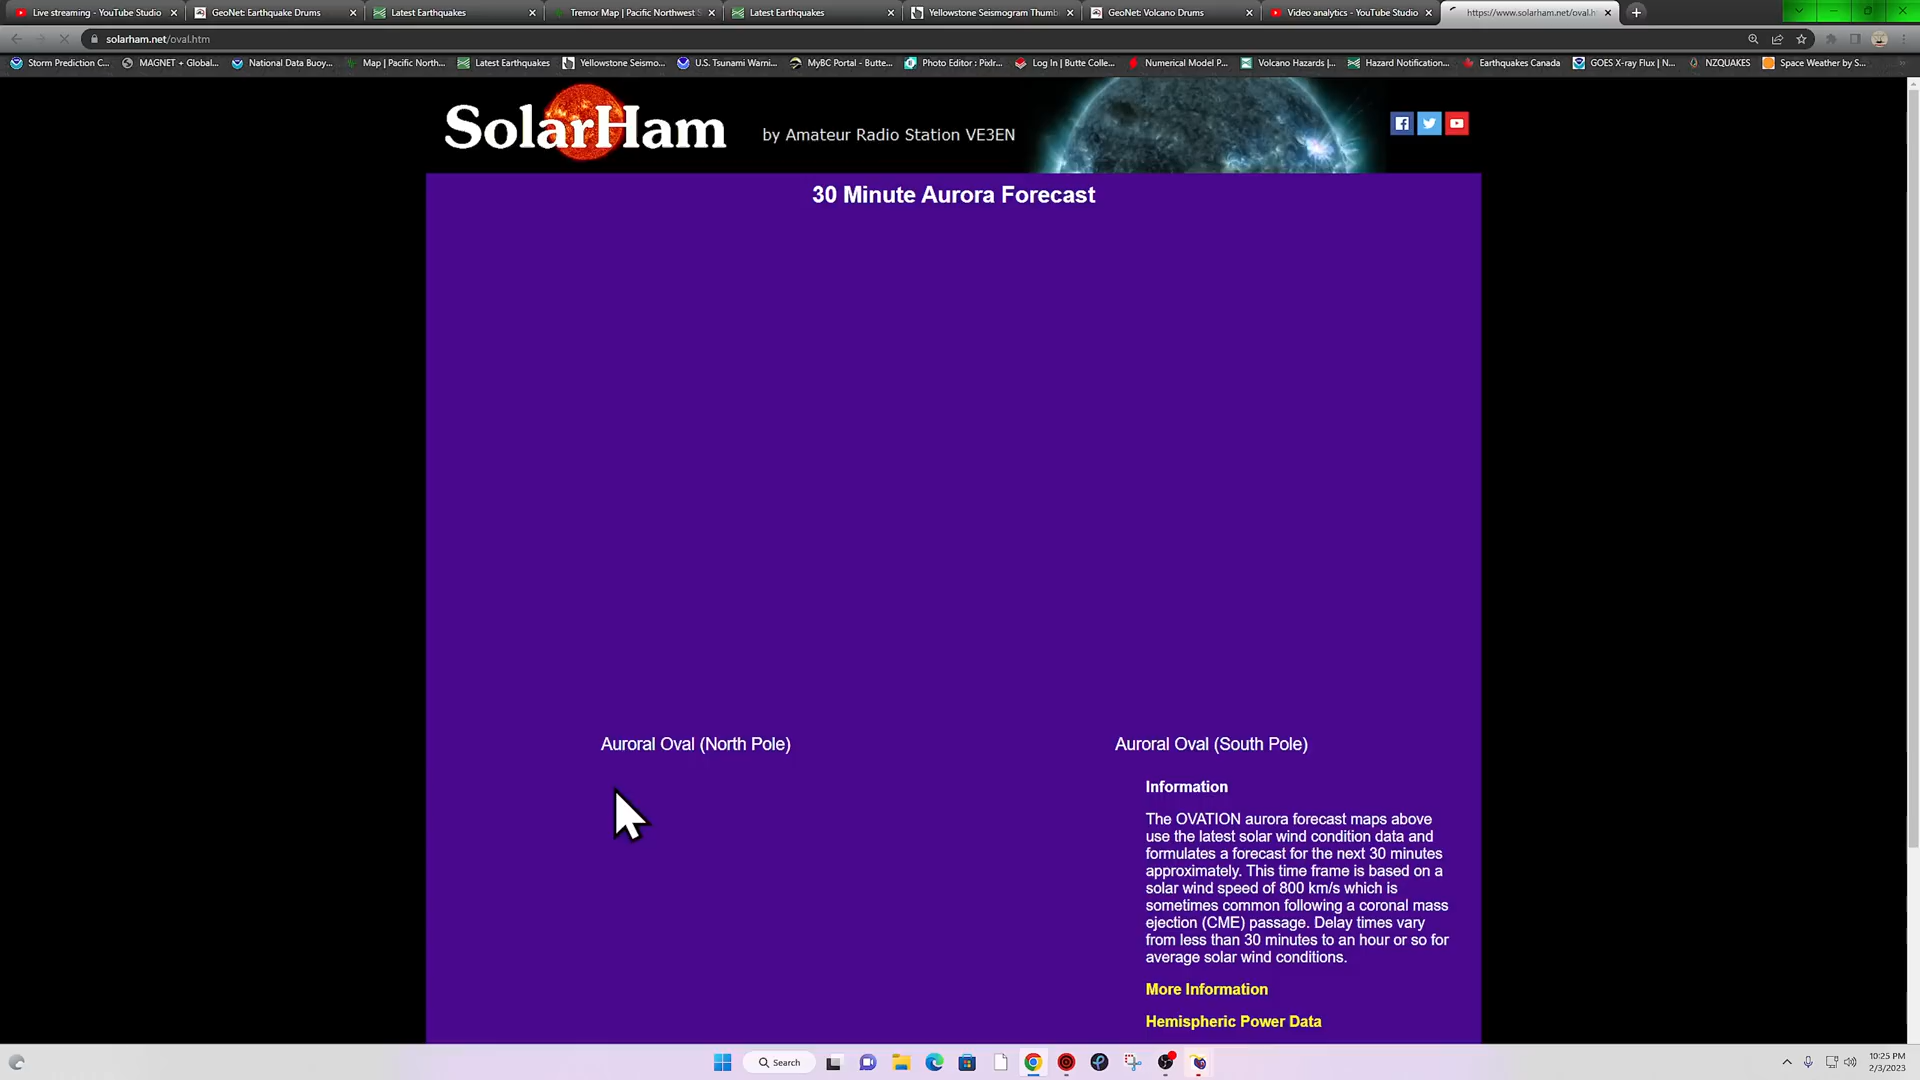 Live streaming - YouTube Studio
GeoNet: Earthquake Drums
Latest Earthquakes
Tremor Map | Pacific Northwest S
Latest Earthquakes
Yellowstone Seismogram Thumb
GeoNet: Volcano Drums
Video analytics - YouTube Studio
https://www.solarham.net/oval.h
solarham.net/oval.htm
Storm Prediction C...
MAGNET + Global...
National Data Buoy...
Map | Pacific North...
Latest Earthquakes
Yellowstone Seismo...
U.S. Tsunami Warni...
MyBC Portal - Butte...
Photo Editor : Pixlr...
Log In | Butte Colle...
Numerical Model P...
Volcano Hazards |...
Hazard Notification...
Earthquakes Canada
GOES X-ray Flux | N...
NZQUAKES
Space Weather by S...
SolarHam
by Amateur Radio Station VE3EN
30 Minute Aurora Forecast
Auroral Oval (North Pole)
Auroral Oval (South Pole)
Information
The OVATION aurora forecast maps above
use the latest solar wind condition data and
formulates a forecast for the next 30 minutes
approximately. This time frame is based on a
solar wind speed of 800 km/s which is
sometimes common following a coronal mass
ejection (CME) passage. Delay times vary
from less than 30 minutes to an hour or so for
average solar wind conditions.
More Information
Hemispheric Power Data
Search
10:25 PM
2/3/2023